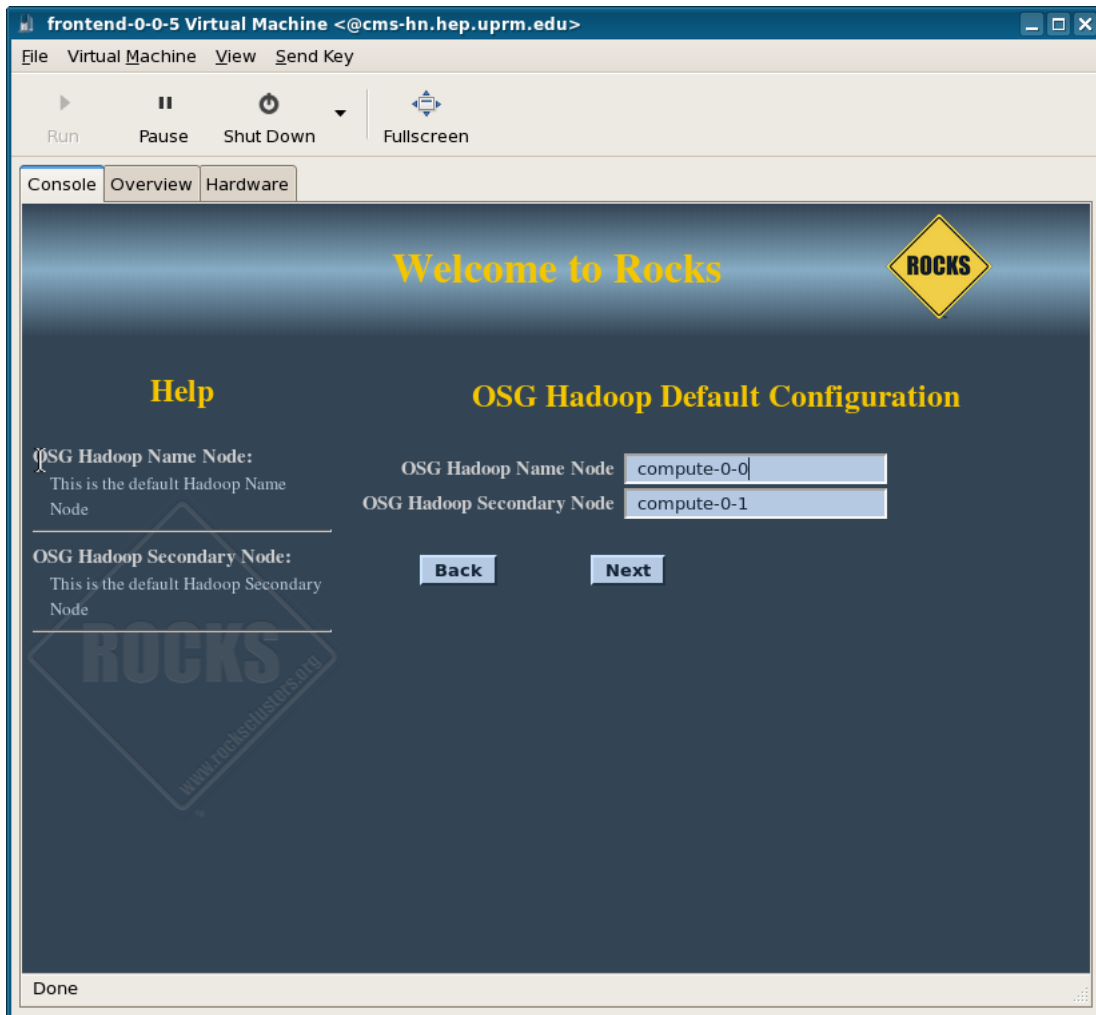 frontend-0-0-5 Virtual Machine <@cms-hn.hep.uprm.edu>
File Virtual Machine View Send Key
Run Pause Shut Down Fullscreen
Console Overview Hardware
Welcome to Rocks
ROCKS
Help
OSG Hadoop Name Node:
This is the default Hadoop Name
Node
OSG Hadoop Secondary Node:
This is the default Hadoop Secondary
Node
ROCKS
www.rocksclusters.org
OSG Hadoop Default Configuration
OSG Hadoop Name Node compute-0-0
OSG Hadoop Secondary Node compute-0-1
Back Next
Done